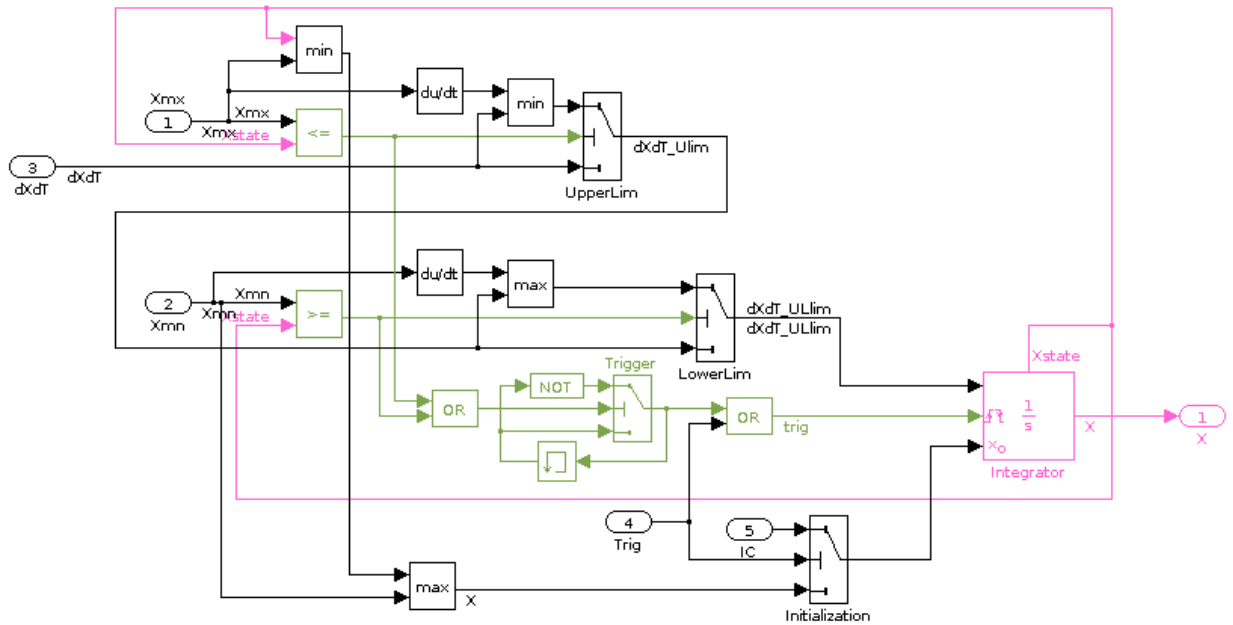 min
Xmx
du/dt
min
1
Xmx
Xmx
Xstate
<=
dXdT_Ulim
3
dXdT
dXdT
UpperLim
du/dt
max
2
Xmn
Xmn
Xmn
Xstate
>=
dXdT_ULlim
dXdT_ULlim
LowerLim
Xstate
Trigger
NOT
OR
OR
trig
1
s
xo
X
1
X
Integrator
4
Trig
5
IC
max
X
Initialization